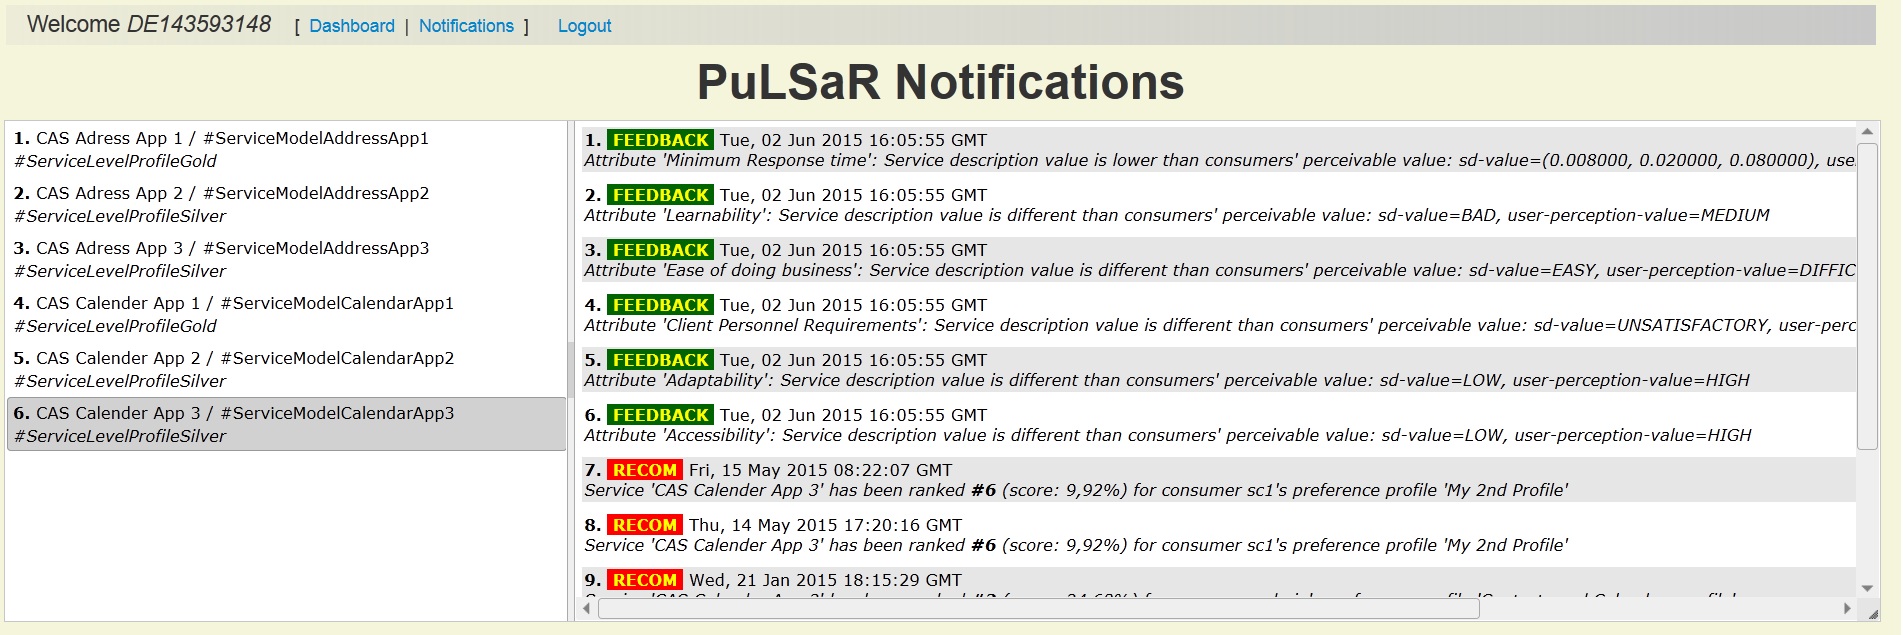 Welcome DE143593148 [ Dashboard | Notifications ] Logout
PuLSaR Notifications
1. CAS Adress App 1 / #ServiceModelAddressApp1
#ServiceLevelProfileGold
2. CAS Adress App 2 / #ServiceModelAddressApp2
#ServiceLevelProfileSilver
3. CAS Adress App 3 / #ServiceModelAddressApp3
#ServiceLevelProfileSilver
4. CAS Calender App 1 / #ServiceModelCalendarApp1
#ServiceLevelProfileGold
5. CAS Calender App 2 / #ServiceModelCalendarApp2
#ServiceLevelProfileSilver
6. CAS Calender App 3 / #ServiceModelCalendarApp3
#ServiceLevelProfileSilver
1. FEEDBACK Tue, 02 Jun 2015 16:05:55 GMT
Attribute 'Minimum Response time': Service description value is lower than consumers' perceivable value: sd-value=(0.008000, 0.020000, 0.080000), use
2. FEEDBACK Tue, 02 Jun 2015 16:05:55 GMT
Attribute 'Learnability': Service description value is different than consumers' perceivable value: sd-value=BAD, user-perception-value=MEDIUM
3. FEEDBACK Tue, 02 Jun 2015 16:05:55 GMT
Attribute 'Ease of doing business': Service description value is different than consumers' perceivable value: sd-value=EASY, user-perception-value=DIFFIC
4. FEEDBACK Tue, 02 Jun 2015 16:05:55 GMT
Attribute 'Client Personnel Requirements': Service description value is different than consumers' perceivable value: sd-value=UNSATISFACTORY, user-perc
5. FEEDBACK Tue, 02 Jun 2015 16:05:55 GMT
Attribute 'Adaptability': Service description value is different than consumers' perceivable value: sd-value=LOW, user-perception-value=HIGH
6. FEEDBACK Tue, 02 Jun 2015 16:05:55 GMT
Attribute 'Accessibility': Service description value is different than consumers' perceivable value: sd-value=LOW, user-perception-value=HIGH
7. RECOM Fri, 15 May 2015 08:22:07 GMT
Service 'CAS Calender App 3' has been ranked #6 (score: 9,92%) for consumer sc1's preference profile 'My 2nd Profile'
8. RECOM Thu, 14 May 2015 17:20:16 GMT
Service 'CAS Calender App 3' has been ranked #6 (score: 9,92%) for consumer sc1's preference profile 'My 2nd Profile'
9. RECOM Wed, 21 Jan 2015 18:15:29 GMT